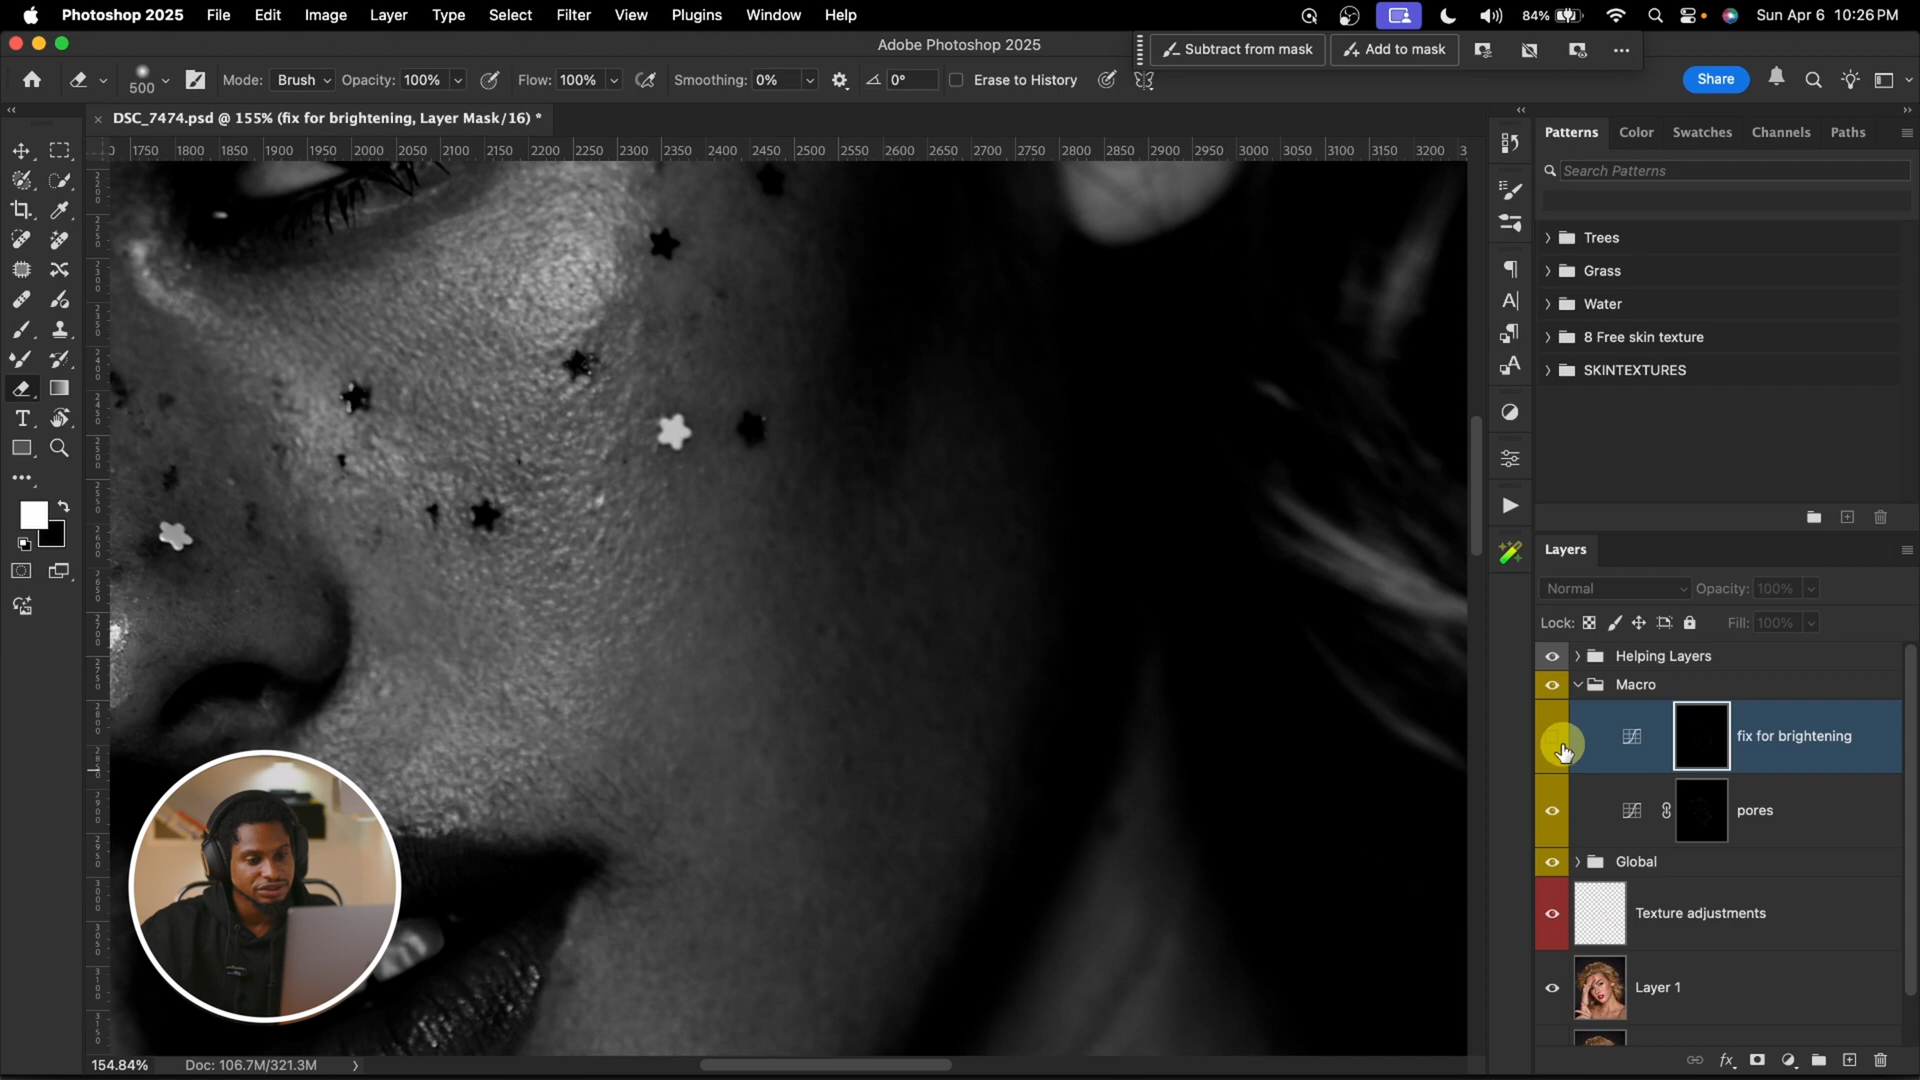 Photoshop 2025 File Edit Image Layer Type Select Filter View Plugins Window Help 84% Sun Apr 6 10:26 PM
Adobe Photoshop 2025
Subtract from mask Add to mask
500 Mode: Brush Opacity: 100% Flow: 100% Smoothing: 0% 0° Erase to History Share
DSC_7474.psd @ 155% (fix for brightening, Layer Mask/16) *
1750 1800 1850 1900 1950 2000 2050 2100 2150 2200 2250 2300 2350 2400 2450 2500 2550 2600 2650 2700 2750 2800 2850 2900 2950 3000 3050 3100 3150 3200 3
Patterns Color Swatches Channels Paths
Search Patterns
Trees
Grass
Water
8 Free skin texture
SKINTEXTURES
Layers
Normal Opacity: 100%
Lock: Fill: 100%
Helping Layers
Macro
fix for brightening
pores
Global
Texture adjustments
Layer 1
154.84% Doc: 106.7M/321.3M